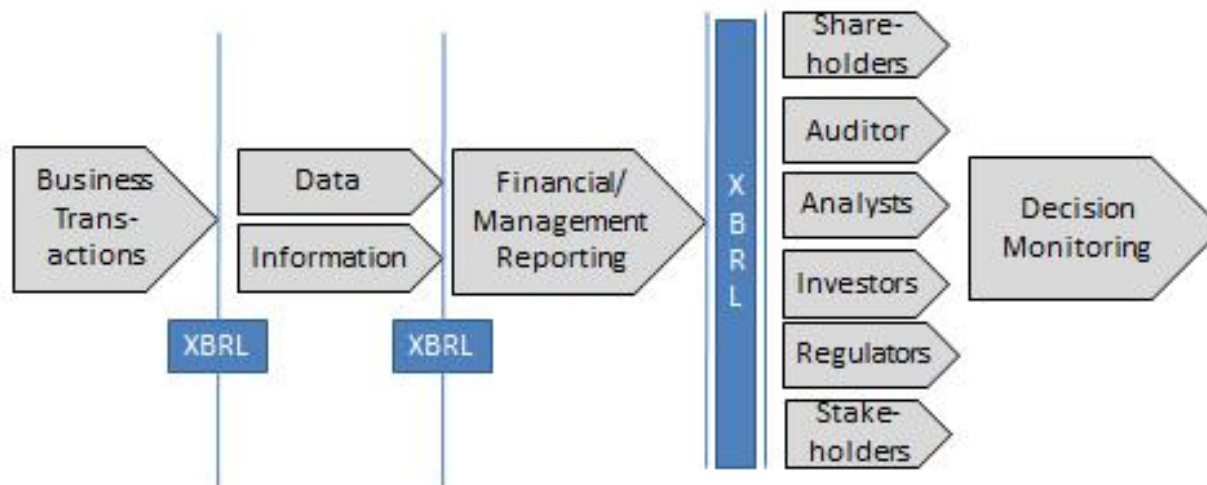 Business
Trans-
actions
XBRL
Data
Information
XBRL
Financial/
Management
Reporting
X
B
R
L
Share-
holders
Auditor
Analysts
Investors
Regulators
Stake-
holders
Decision
Monitoring